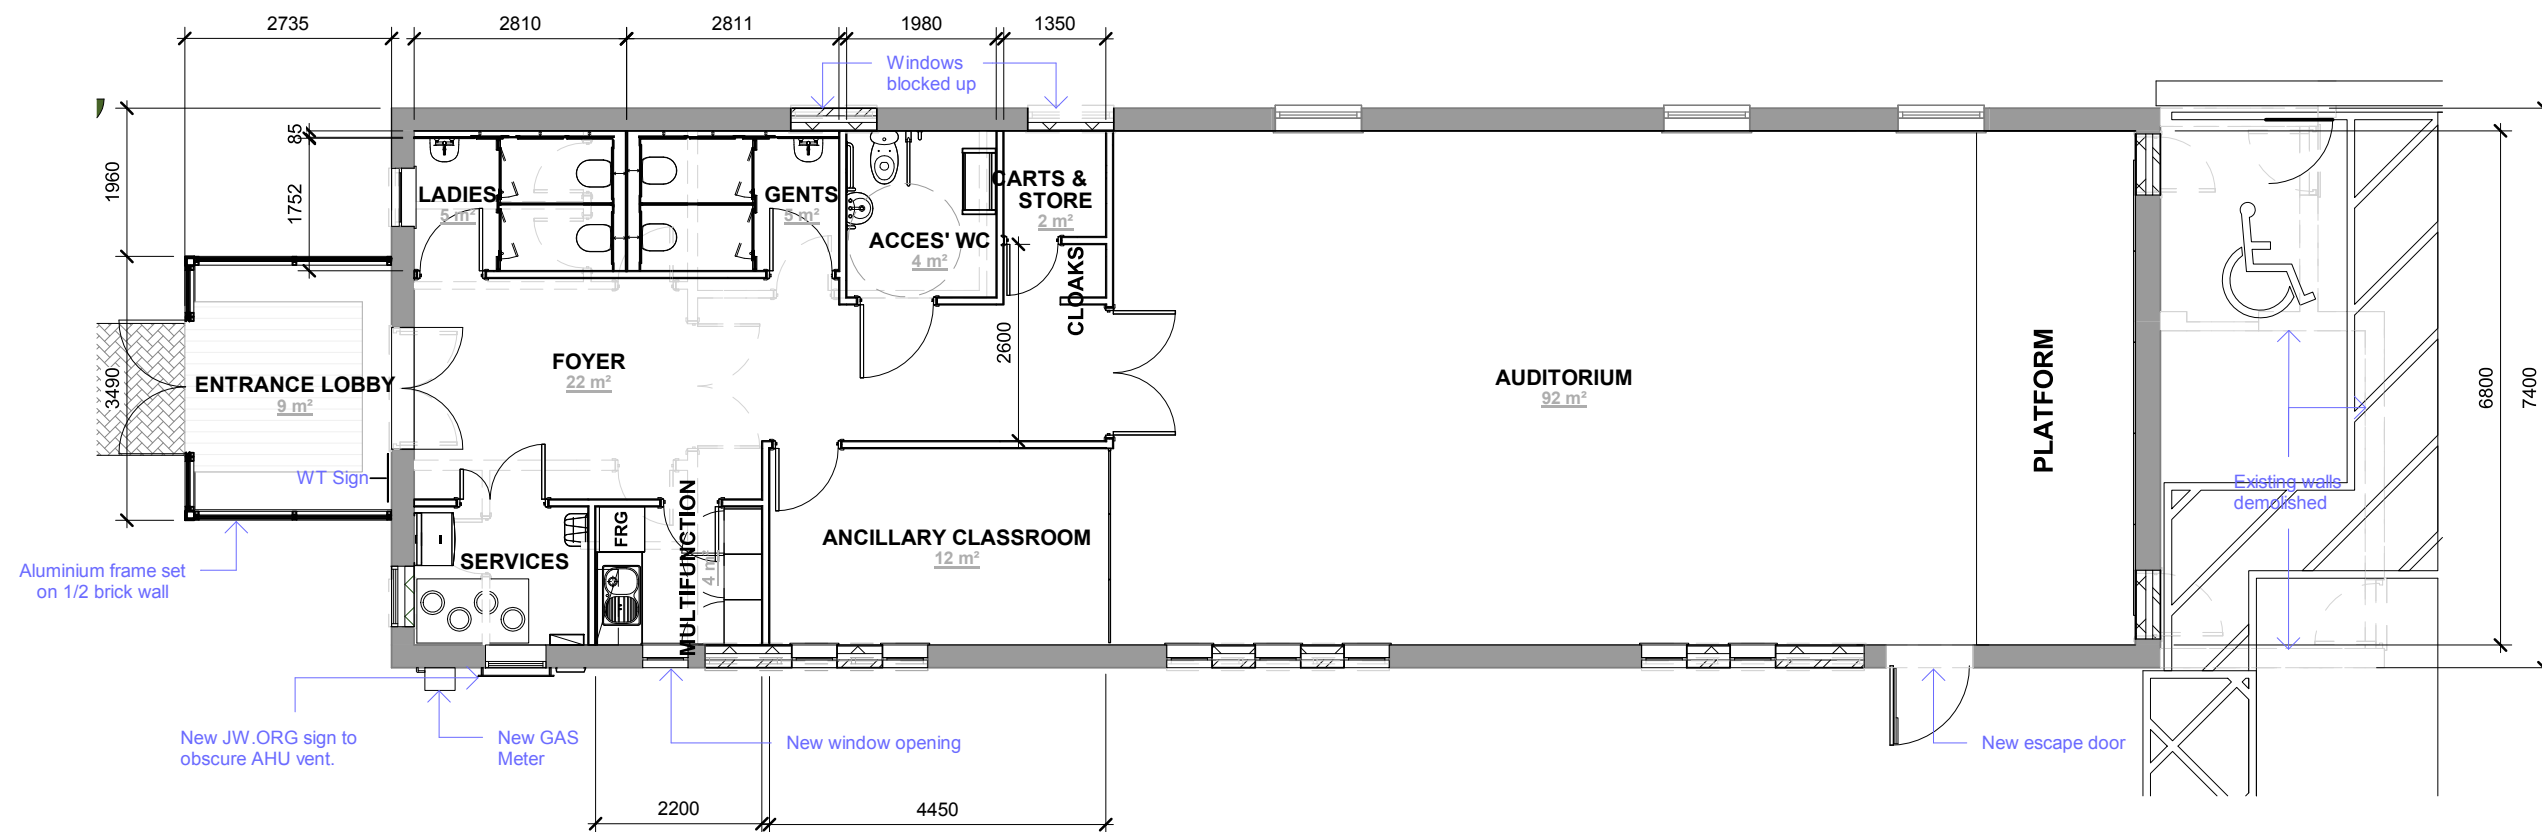 2735
2810
2811
1980
1350
Windows
blocked up
85
1960
1752
3490
LADIES
5 m²
GENTS
5 m²
ACCES' WC
4 m²
CARTS &
STORE
2 m²
CLOAKS
2600
ENTRANCE LOBBY
9 m²
FOYER
22 m²
AUDITORIUM
92 m²
PLATFORM
6800
7400
WT Sign
Existing walls
demolished
FRG
MULTIFUNCTION
4 m²
SERVICES
ANCILLARY CLASSROOM
12 m²
Aluminium frame set
on 1/2 brick wall
New JW.ORG sign to
obscure AHU vent.
New GAS
Meter
New window opening
New escape door
2200
4450